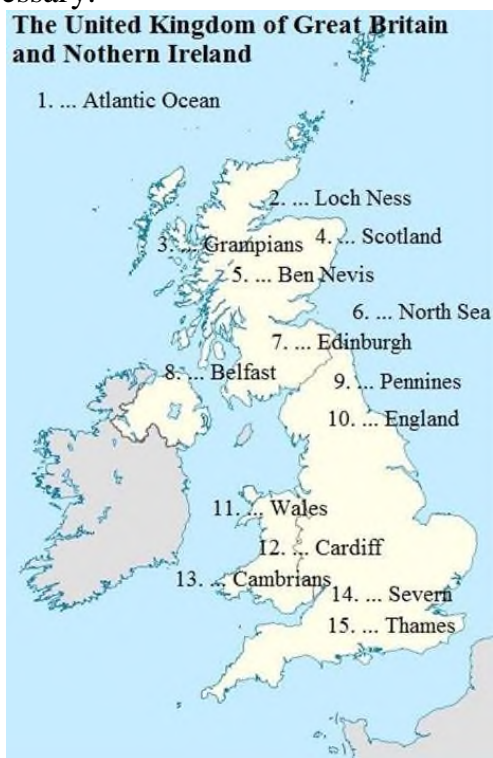 essary.
The United Kingdom of Great Britain
and Nothern Ireland
1. ... Atlantic Ocean
2. ... Loch Ness
3. ... Grampians
4. ... Scotland
5. ... Ben Nevis
6. ... North Sea
7. ... Edinburgh
8. ... Belfast
9. ... Pennines
10. ... England
11. ... Wales
12. ... Cardiff
13. ... Cambrians
14. ... Severn
15. ... Thames